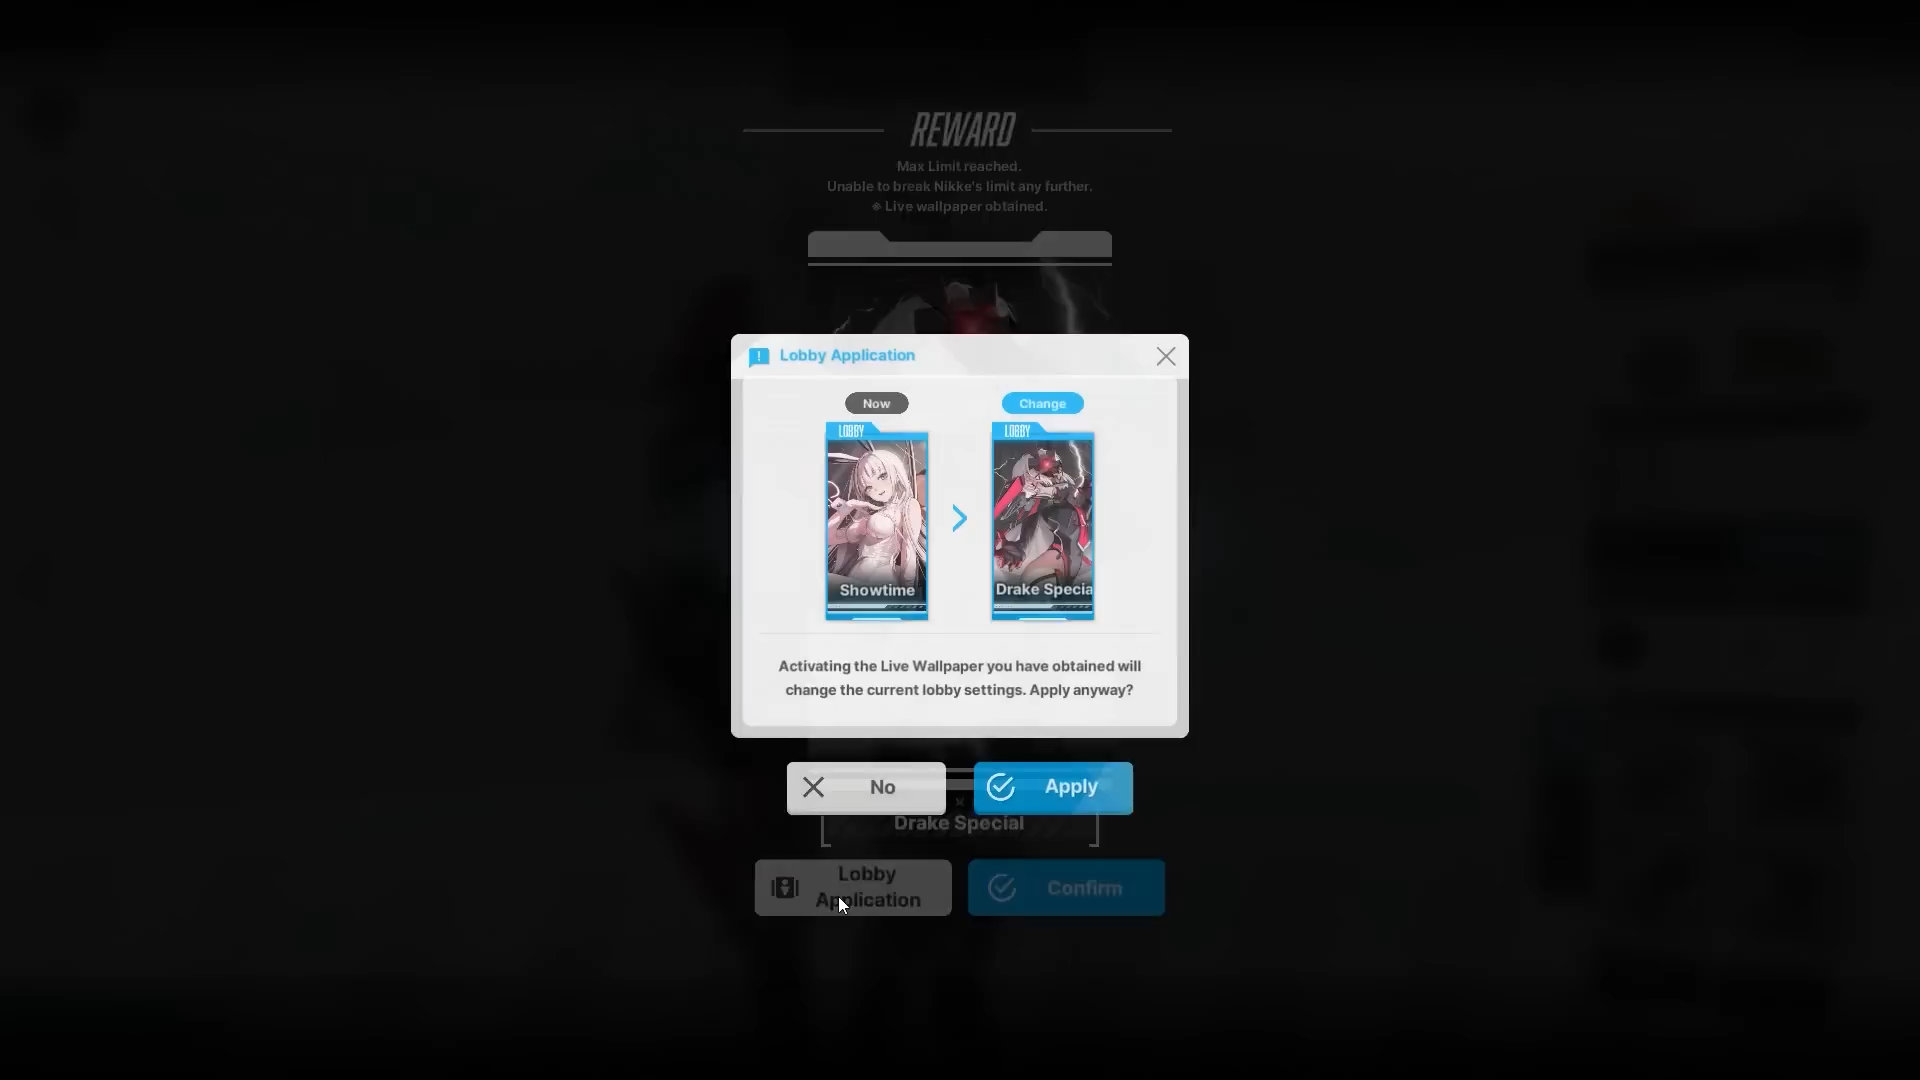 REWARD
Max Limit reached.
Unable to break Nikke's limit any further.
※ Live wallpaper obtained.
Lobby Application
Now
Change
LOBBY
LOBBY
Showtime
Drake Specia
Activating the Live Wallpaper you have obtained will
change the current lobby settings. Apply anyway?
No
Apply
Drake Special
Lobby
Application
Confirm